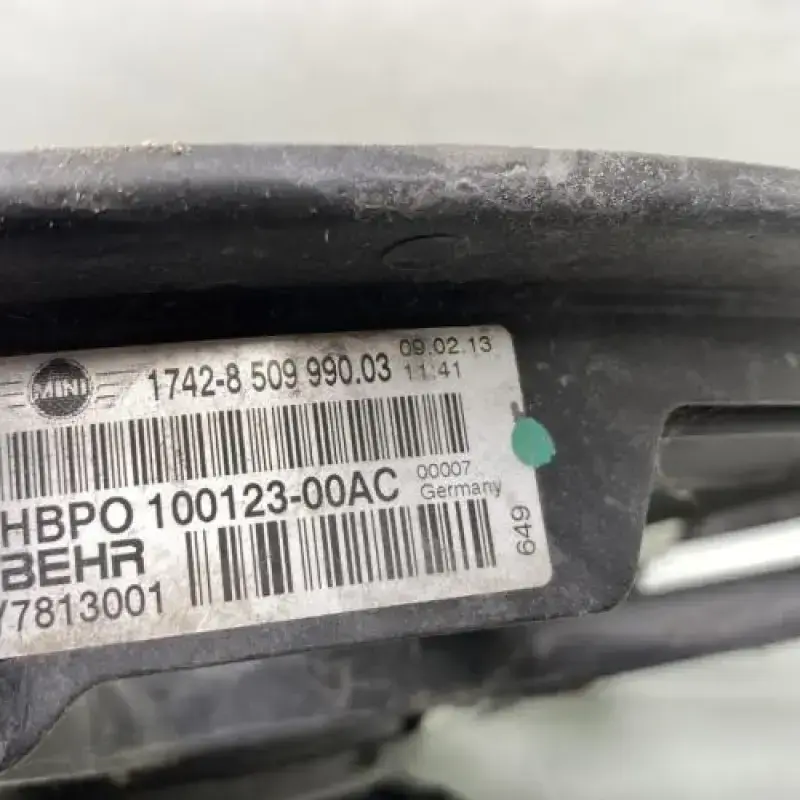 MINI 1742-8 509 990.03 09.02.13
11:41
HBPO 100123-00AC 00007
Germany
BEHR
649
7813001